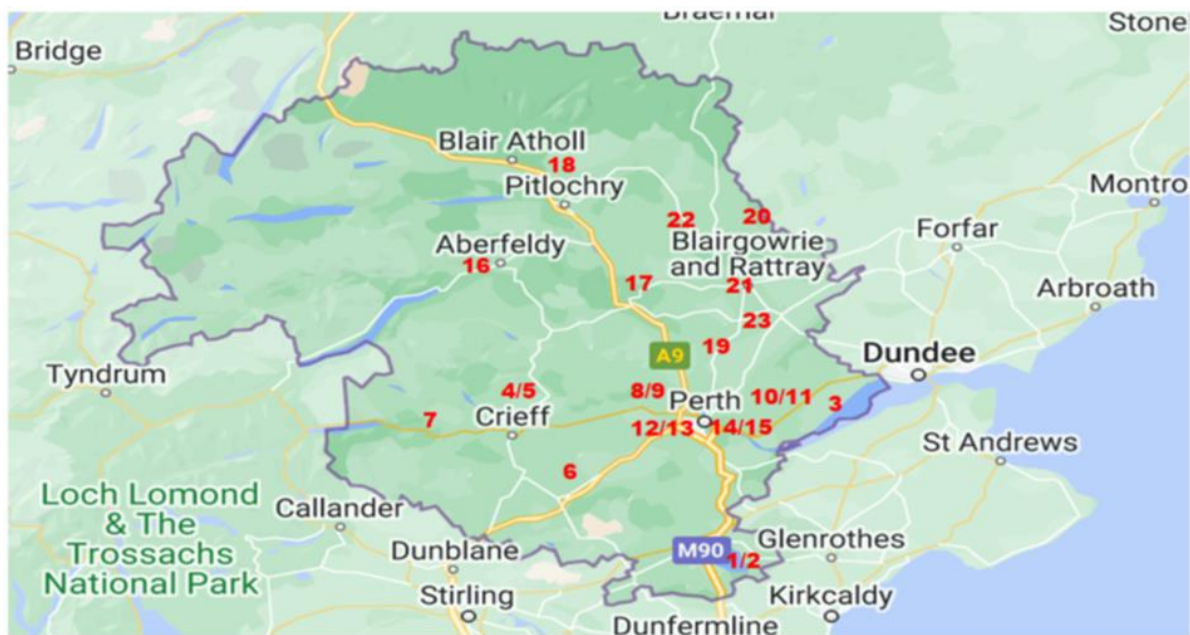 Braemar
Stone
Bridge
Blair Atholl
18
Pitlochry
Montro
22
20
Blairgowrie
and Rattray
Forfar
Aberfeldy
16
17
21
Arbroath
23
19
A9
Dundee
Tyndrum
4/5
8/9
10/11
3
Perth
7
Crieff
12/13
14/15
St Andrews
6
Loch Lomond
& The
Trossachs
National Park
Callander
Dunblane
M90
1/2
Glenrothes
Stirling
Kirkcaldy
Dunfermline